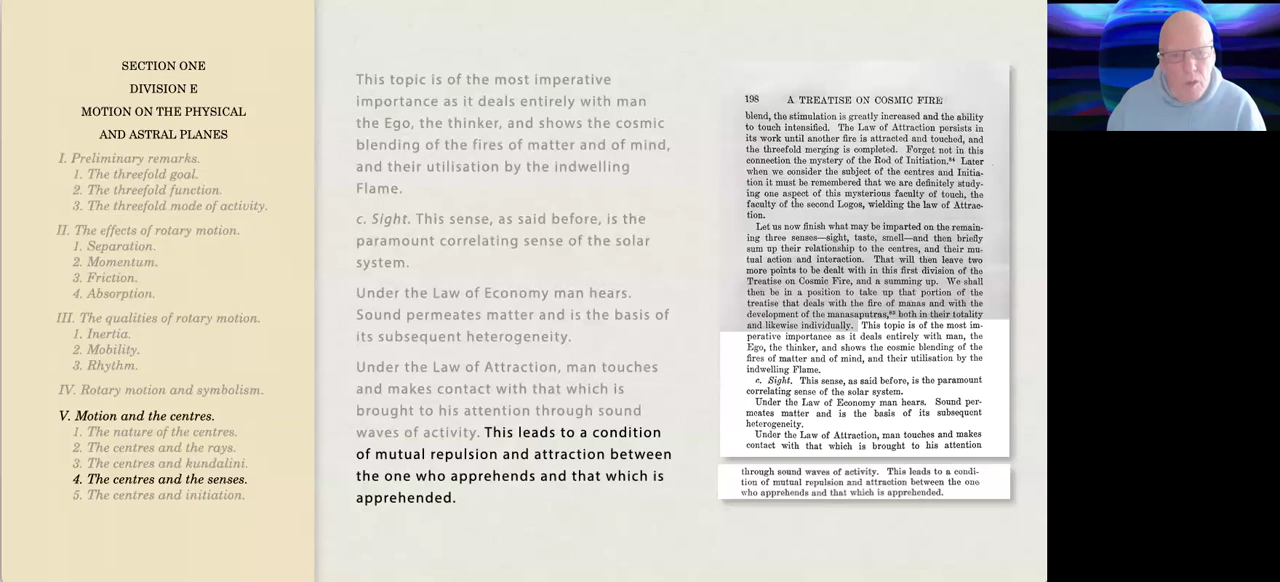 SECTION ONE
DIVISION E
MOTION ON THE PHYSICAL
AND ASTRAL PLANES
I. Preliminary remarks.
1. The threefold goal.
2. The threefold function.
3. The threefold mode of activity.
II. The effects of rotary motion.
1. Separation.
2. Momentum.
3. Friction.
4. Absorption.
III. The qualities of rotary motion.
1. Inertia.
2. Mobility.
3. Rhythm.
IV. Rotary motion and symbolism.
V. Motion and the centres.
1. The nature of the centres.
2. The centres and the rays.
3. The centres and kundalini.
4. The centres and the senses.
5. The centres and initiation.
This topic is of the most imperative
importance as it deals entirely with man
the Ego, the thinker, and shows the cosmic
blending of the fires of matter and of mind,
and their utilisation by the indwelling
Flame.
c. Sight. This sense, as said before, is the
paramount correlating sense of the solar
system.
Under the Law of Economy man hears.
Sound permeates matter and is the basis of
its subsequent heterogeneity.
Under the Law of Attraction, man touches
and makes contact with that which is
brought to his attention through sound
waves of activity. This leads to a condition
of mutual repulsion and attraction between
the one who apprehends and that which is
apprehended.
198 A TREATISE ON COSMIC FIRE
blend, the stimulation is greatly increased and the ability
to touch intensified. The Law of Attraction persists in
its work until another fire is attracted and touched, and
the threefold merging is completed. Forget not in this
connection the mystery of the Rod of Initiation.⁸⁴ Later
when we consider the subject of the centres and Initia-
tion it must be remembered that we are definitely study-
ing one aspect of this mysterious faculty of touch, the
faculty of the second Logos, wielding the law of Attrac-
tion.
Let us now finish what may be imparted on the remain-
ing three senses—sight, taste, smell—and then briefly
sum up their relationship to the centres, and their mu-
tual action and interaction. That will then leave two
more points to be dealt with in this first division of the
Treatise on Cosmic Fire, and a summing up. We shall
then be in a position to take up that portion of the
treatise that deals with the fire of manas and with the
development of the manasaputras,⁸⁵ both in their totality
and likewise individually. This topic is of the most im-
perative importance as it deals entirely with man, the
Ego, the thinker, and shows the cosmic blending of the
fires of matter and of mind, and their utilisation by the
indwelling Flame.
c. Sight. This sense, as said before, is the paramount
correlating sense of the solar system.
Under the Law of Economy man hears. Sound per-
meates matter and is the basis of its subsequent
heterogeneity.
Under the Law of Attraction, man touches and makes
contact with that which is brought to his attention
through sound waves of activity. This leads to a condi-
tion of mutual repulsion and attraction between the one
who apprehends and that which is apprehended.